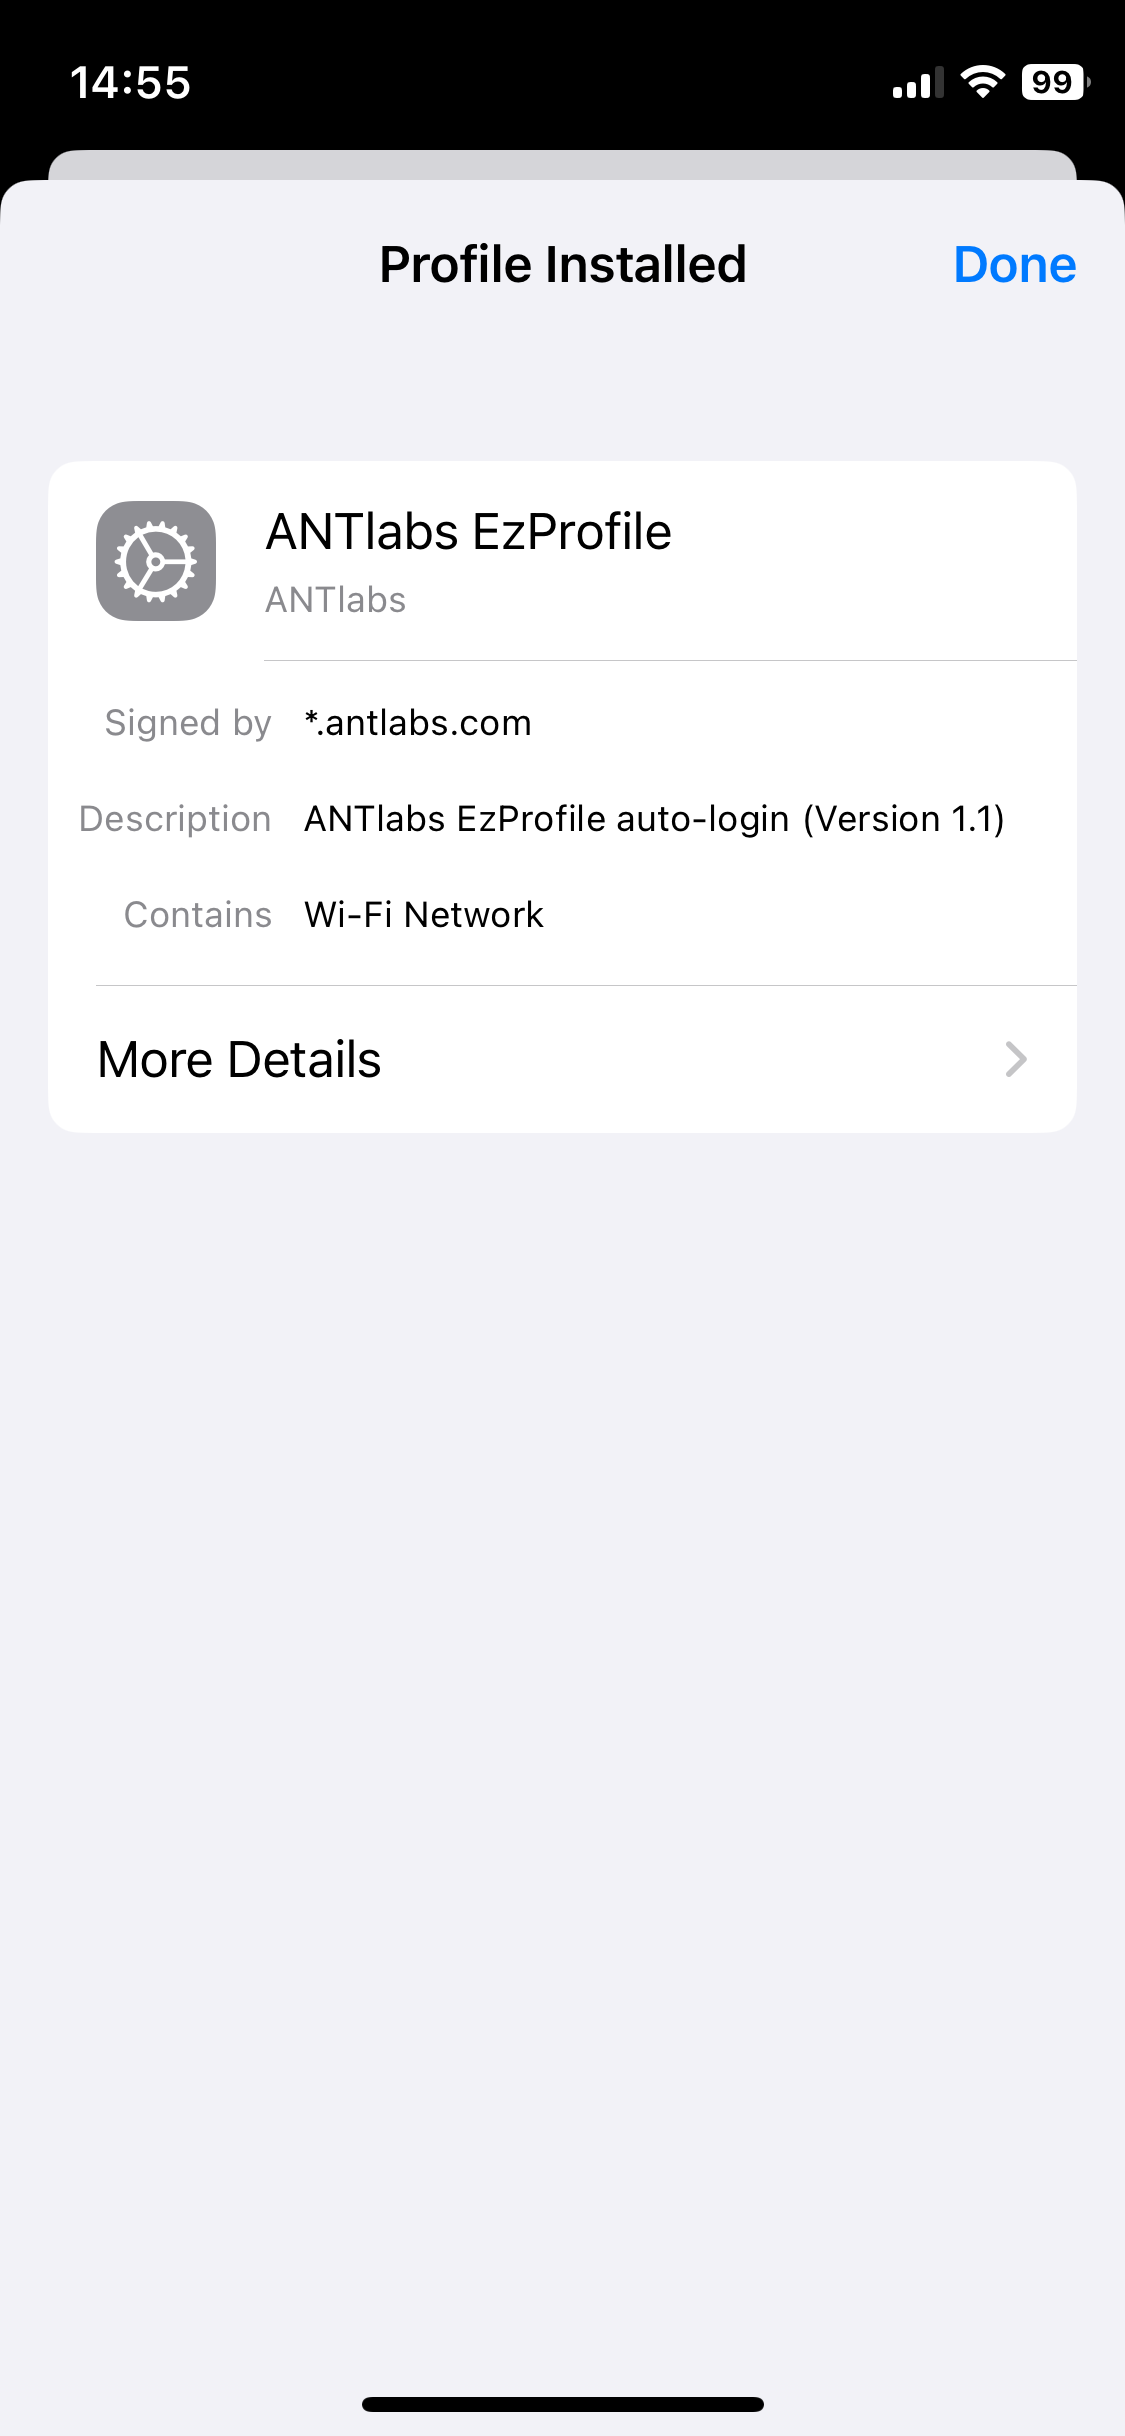 14:55
99
Profile Installed
Done
ANTlabs EzProfile
ANTlabs
Signed by *.antlabs.com
Description ANTlabs EzProfile auto-login (Version 1.1)
Contains Wi-Fi Network
More Details